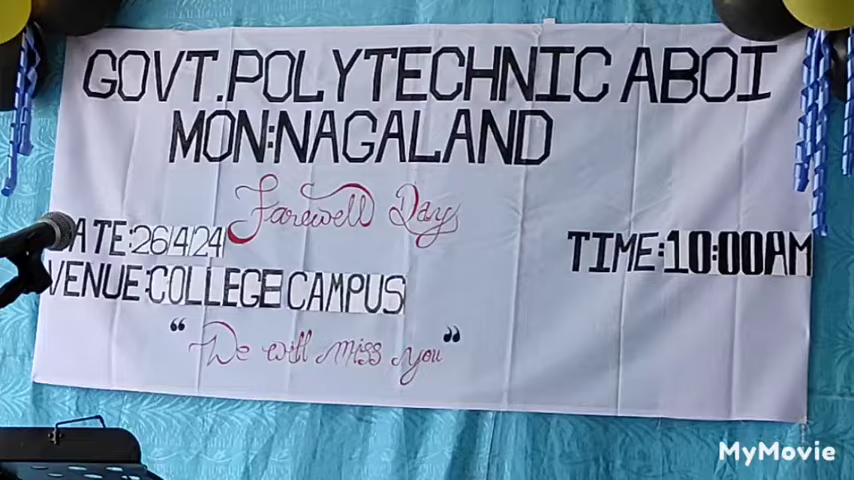 GOVT.POLYTECHNIC ABOI
MON:NAGALAND
Farewell Day
DATE:26/4/24
TIME:10:00AM
VENUE:COLLEGE CAMPUS
"We will miss you"
MyMovie